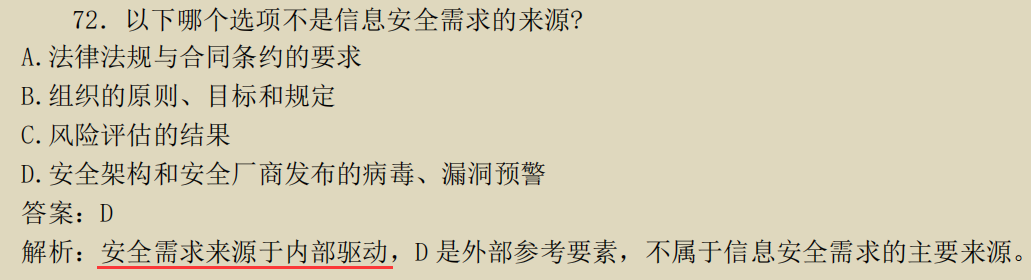 72. 以下哪个选项不是信息安全需求的来源?
A.法律法规与合同条约的要求
B.组织的原则、目标和规定
C.风险评估的结果
D.安全架构和安全厂商发布的病毒、漏洞预警
答案：D
解析：安全需求来源于内部驱动，D 是外部参考要素，不属于信息安全需求的主要来源。